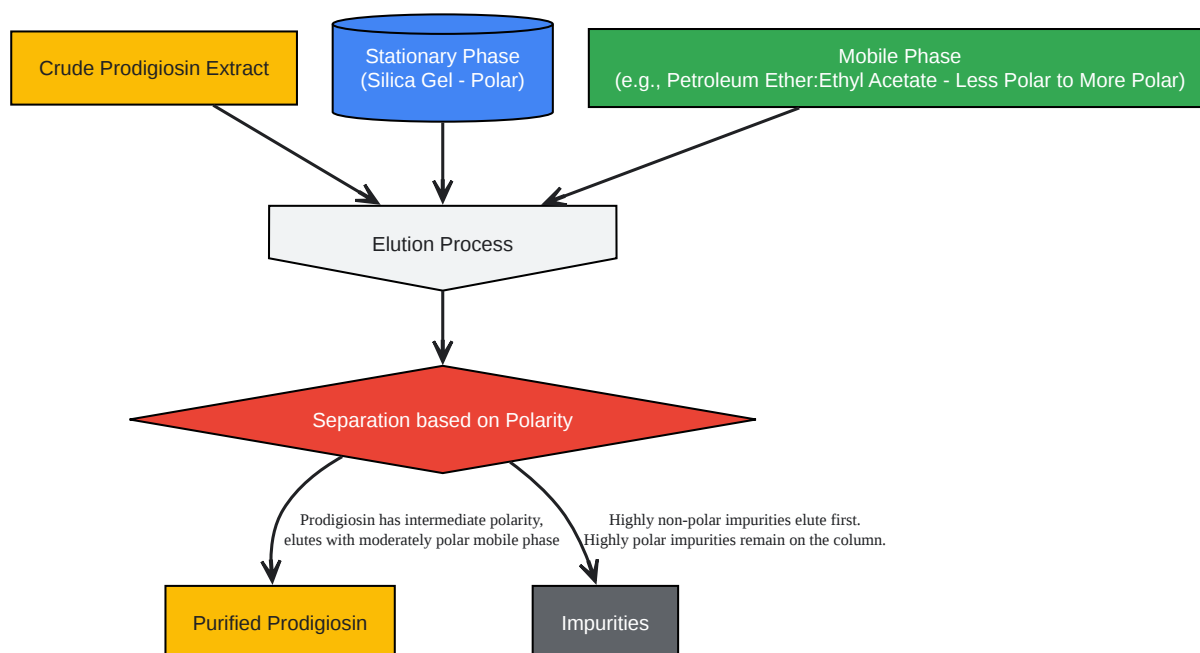 Crude Prodigiosin Extract
Stationary Phase
(Silica Gel - Polar)
Mobile Phase
(e.g., Petroleum Ether:Ethyl Acetate - Less Polar to More Polar)
Elution Process
Separation based on Polarity
Prodigiosin has intermediate polarity,
elutes with moderately polar mobile phase
Highly non-polar impurities elute first.
Highly polar impurities remain on the column.
Purified Prodigiosin
Impurities